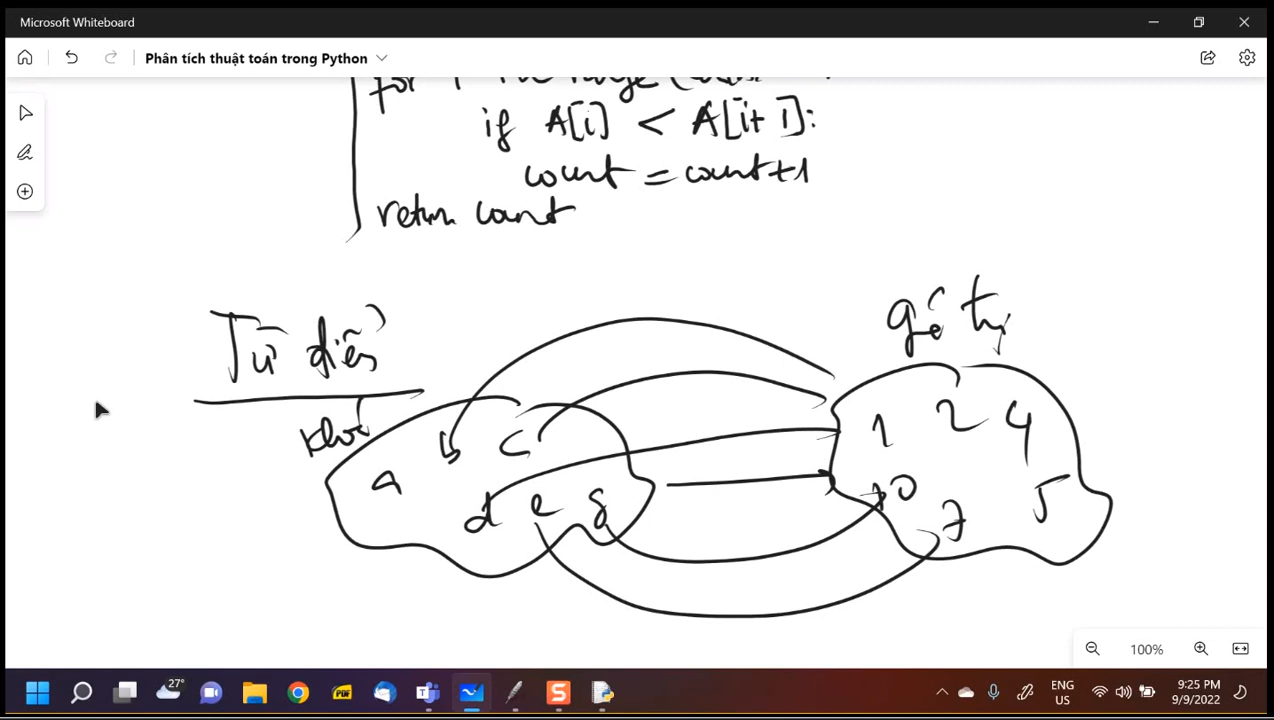 Microsoft Whiteboard
Phân tích thuật toán trong Python
if A[i] < A[i+1]:
count = count+1
return count
Từ điển
giá trị
khoá
a b c
d e g
1 2 4
10 7 5
100%
27°
ENG
US
9:25 PM
9/9/2022